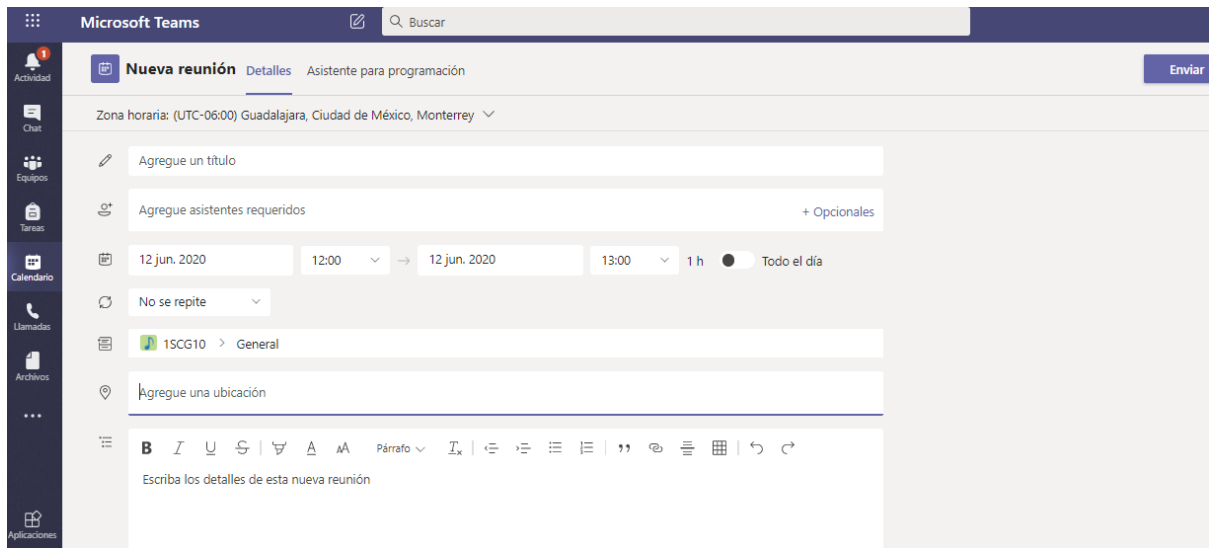 Microsoft Teams
Buscar
1
Actividad
Chat
Equipos
Tareas
Calendario
Llamadas
Archivos
Aplicaciones
Nueva reunión Detalles Asistente para programación
Enviar
Zona horaria: (UTC-06:00) Guadalajara, Ciudad de México, Monterrey
Agregue un título
Agregue asistentes requeridos + Opcionales
12 jun. 2020 12:00 → 12 jun. 2020 13:00 1 h Todo el día
No se repite
1SCG10 > General
Agregue una ubicación
B I U S A AA Párrafo Tx
Escriba los detalles de esta nueva reunión